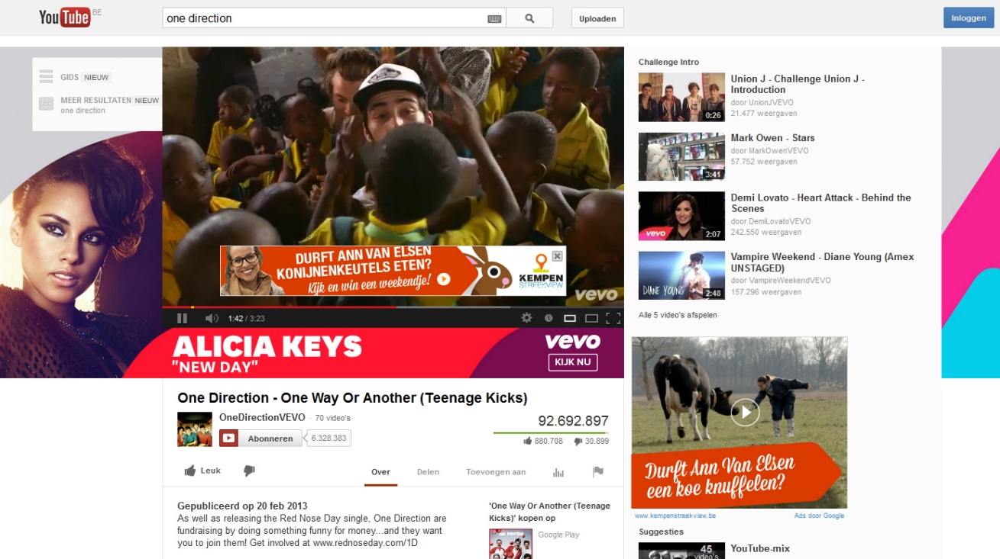 YouTube BE
one direction
Uploaden
Inloggen
GIDS NIEUW
MEER RESULTATEN NIEUW
one direction
DURFT ANN VAN ELSEN
KONIJNENKEUTELS ETEN?
Kijk en win een weekendje!
KEMPEN
STREEKVIEW
vevo
1:42 / 3:23
ALICIA KEYS
"NEW DAY"
vevo
KIJK NU
One Direction - One Way Or Another (Teenage Kicks)
OneDirectionVEVO · 70 video's
Abonneren 6.328.383
92.692.897
880.708 30.899
Leuk
Over Delen Toevoegen aan
Gepubliceerd op 20 feb 2013
As well as releasing the Red Nose Day single, One Direction are
fundraising by doing something funny for money...and they want
you to join them! Get involved at www.rednoseday.com/1D
'One Way Or Another (Teenage
Kicks)' kopen op
Google Play
Challenge Intro
Union J - Challenge Union J -
Introduction
door UnionJVEVO
21.477 weergaven
0:26
Mark Owen - Stars
door MarkOwenVEVO
57.752 weergaven
3:41
Demi Lovato - Heart Attack - Behind the
Scenes
door DemiLovatoVEVO
242.550 weergaven
vevo
2:07
Vampire Weekend - Diane Young (Amex
UNSTAGED)
door VampireWeekendVEVO
157.296 weergaven
DIANE YOUNG
2:48
Alle 5 video's afspelen
Durft Ann Van Elsen
een koe knuffelen?
www.kempenstreekview.be
Ads door Google
Suggesties
45
video's
YouTube-mix